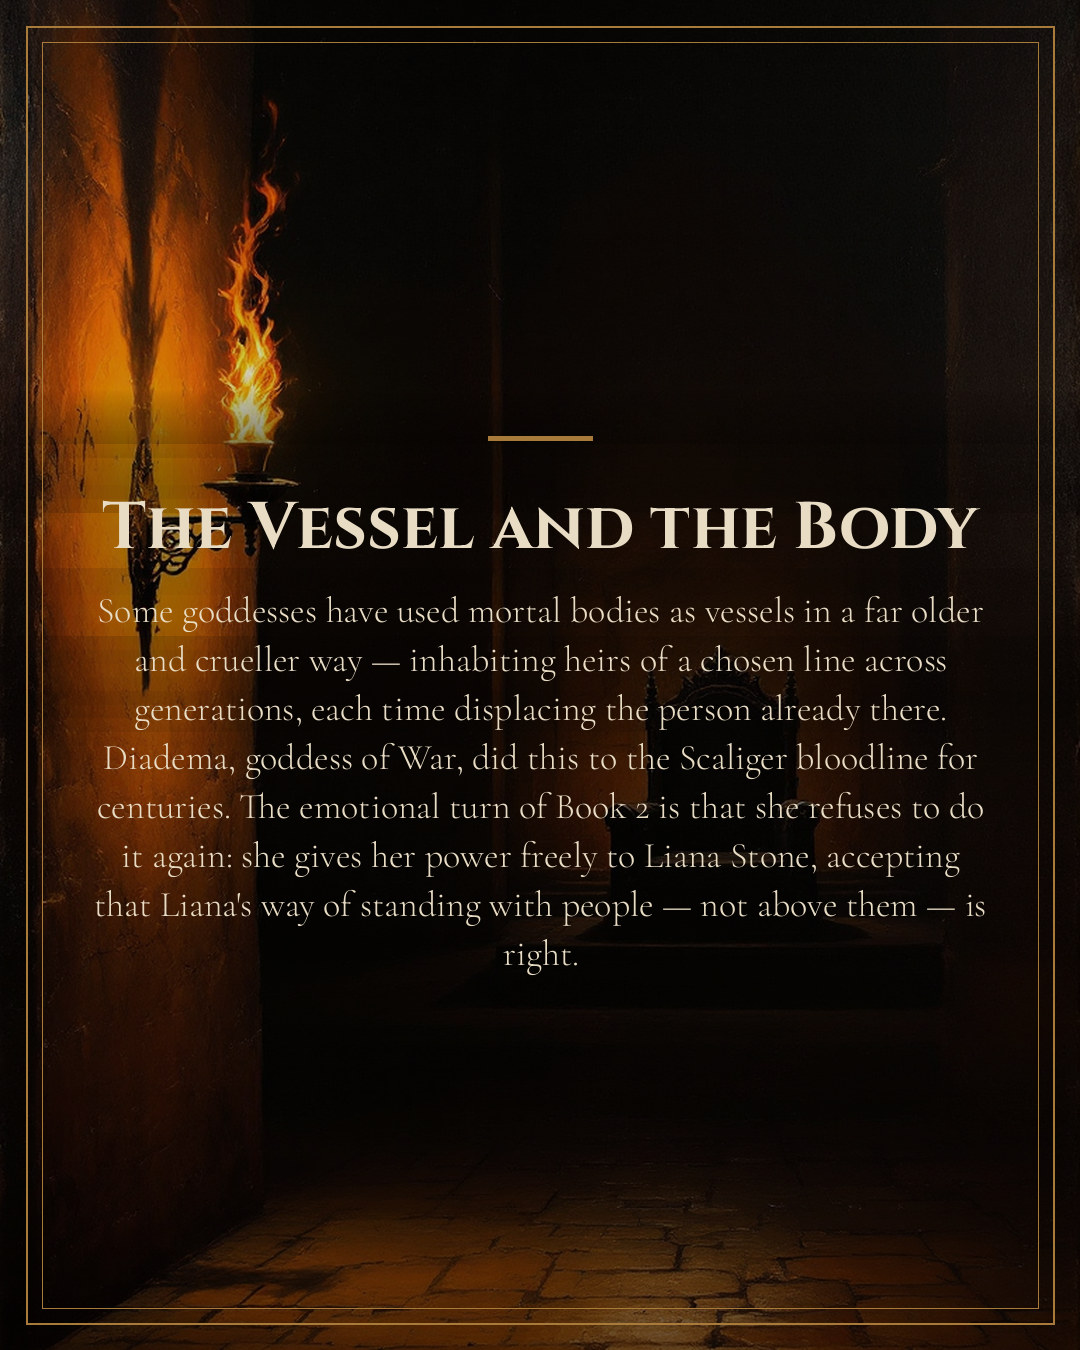 The Vessel and the Body
Some goddesses have used mortal bodies as vessels in a far older
and crueller way — inhabiting heirs of a chosen line across
generations, each time displacing the person already there.
Diadema, goddess of War, did this to the Scaliger bloodline for
centuries. The emotional turn of Book 2 is that she refuses to do
it again: she gives her power freely to Liana Stone, accepting
that Liana's way of standing with people — not above them — is
right.